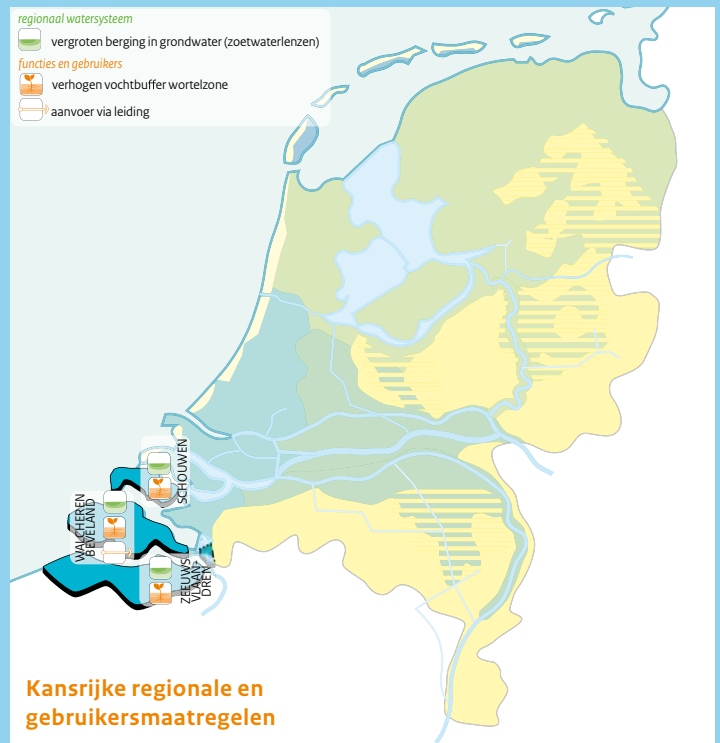 regionaal watersysteem
vergroten berging in grondwater (zoetwaterlenzen)
functies en gebruikers
verhogen vochtbuffer wortelzone
aanvoer via leiding
SCHOUWEN
WALCHEREN
BEVELAND
ZEEUWS
VLAAN-
DREN
Kansrijke regionale en
gebruikersmaatregelen